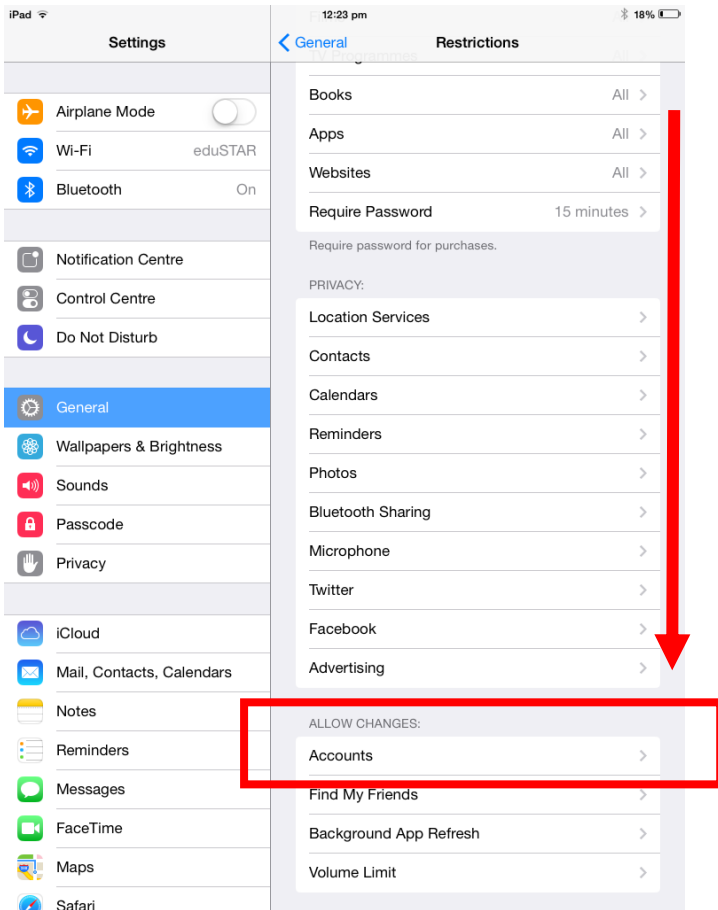 iPad 12:23 pm 18%
Settings
General Restrictions
TV Programmes All
Airplane Mode
Wi-Fi eduSTAR
Bluetooth On
Notification Centre
Control Centre
Do Not Disturb
General
Wallpapers & Brightness
Sounds
Passcode
Privacy
iCloud
Mail, Contacts, Calendars
Notes
Reminders
Messages
FaceTime
Maps
Safari
Books All
Apps All
Websites All
Require Password 15 minutes
Require password for purchases.
PRIVACY:
Location Services
Contacts
Calendars
Reminders
Photos
Bluetooth Sharing
Microphone
Twitter
Facebook
Advertising
ALLOW CHANGES:
Accounts
Find My Friends
Background App Refresh
Volume Limit